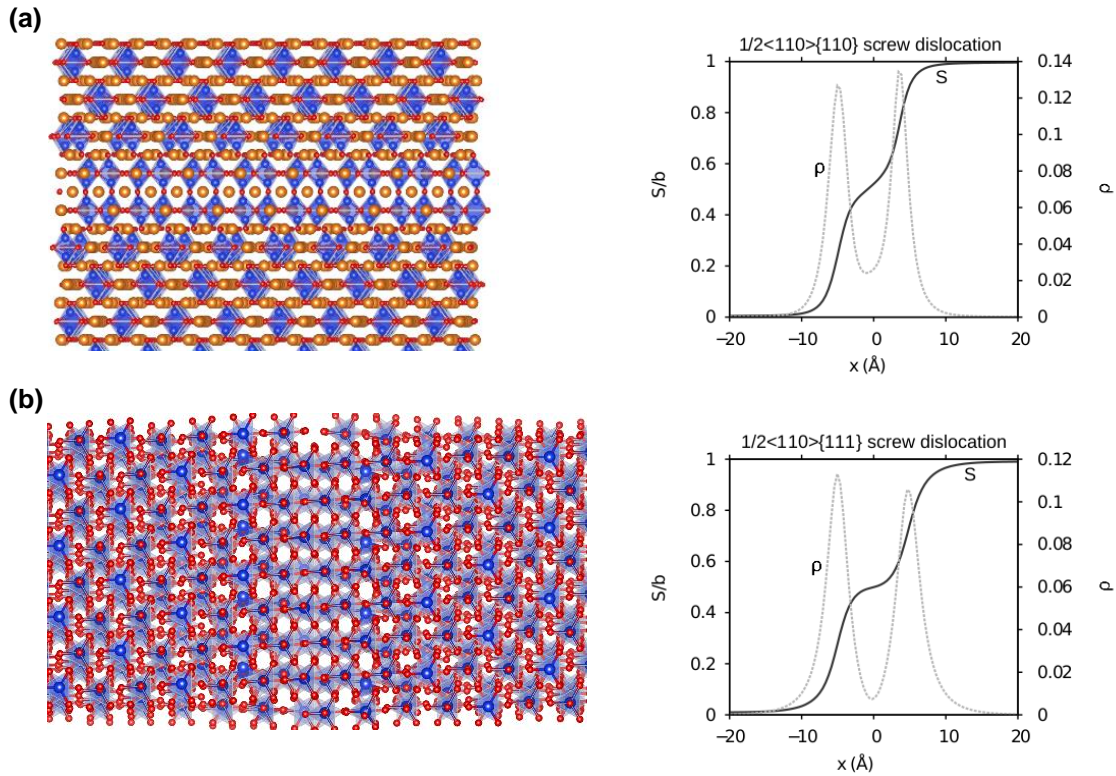 (a)
1/2<110>{110} screw dislocation
1
0.8
0.6
0.4
0.2
0
S/b
0.14
0.12
0.1
0.08
0.06
0.04
0.02
0
ρ
S
ρ
−20
−10
0
10
20
x (Å)
(b)
1/2<110>{111} screw dislocation
1
0.8
0.6
0.4
0.2
0
S/b
0.12
0.1
0.08
0.06
0.04
0.02
0
ρ
S
ρ
−20
−10
0
10
20
x (Å)